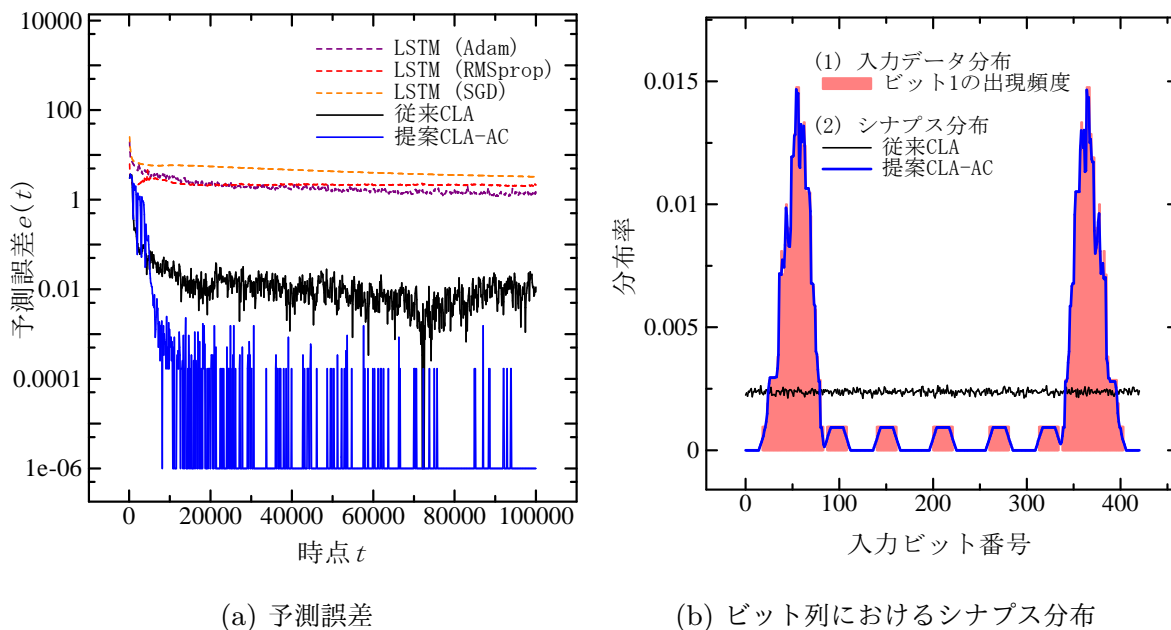 10000
100
1
0.01
0.0001
1e-06
予測誤差e(t)
LSTM (Adam)
LSTM (RMSprop)
LSTM (SGD)
従来CLA
提案CLA-AC
0 20000 40000 60000 80000 100000
時点t
(a) 予測誤差
0.015
0.01
0.005
0
分布率
(1) 入力データ分布
ビット1の出現頻度
(2) シナプス分布
従来CLA
提案CLA-AC
0 100 200 300 400
入力ビット番号
(b) ビット列におけるシナプス分布